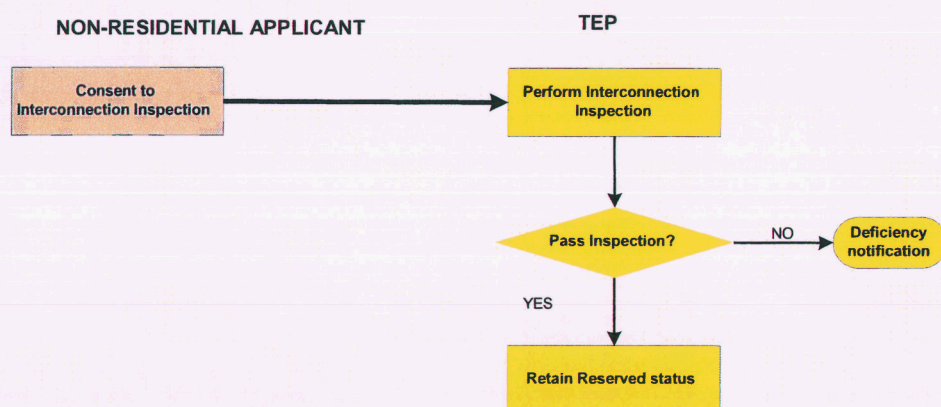 NON-RESIDENTIAL APPLICANT
TEP
Consent to
Interconnection Inspection
Perform Interconnection
Inspection
Pass Inspection?
NO
Deficiency
notification
YES
Retain Reserved status